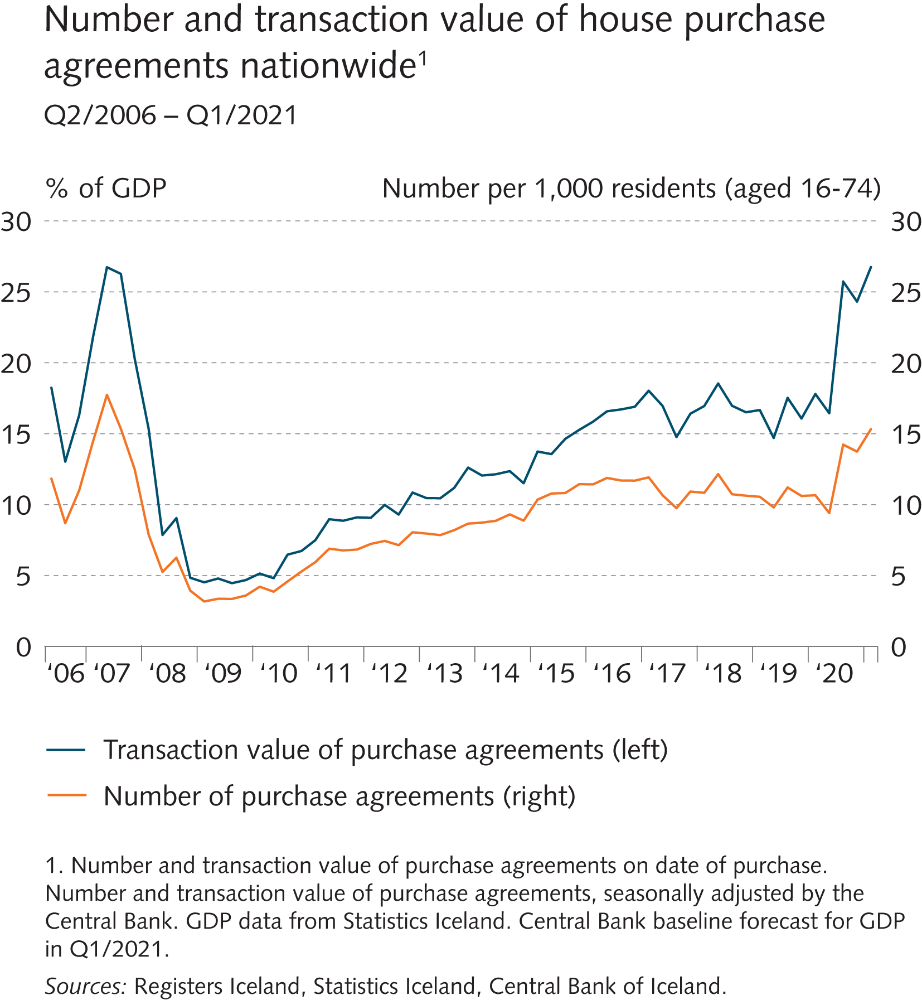 Number and transaction value of house purchase
agreements nationwide¹
Q2/2006 – Q1/2021
% of GDP
Number per 1,000 residents (aged 16-74)
30 30
25 25
20 20
15 15
10 10
5 5
0 0
‘06 ‘07 ‘08 ‘09 ‘10 ‘11 ‘12 ‘13 ‘14 ‘15 ‘16 ‘17 ‘18 ‘19 ‘20
Transaction value of purchase agreements (left)
Number of purchase agreements (right)
1. Number and transaction value of purchase agreements on date of purchase.
Number and transaction value of purchase agreements, seasonally adjusted by the
Central Bank. GDP data from Statistics Iceland. Central Bank baseline forecast for GDP
in Q1/2021.
Sources: Registers Iceland, Statistics Iceland, Central Bank of Iceland.